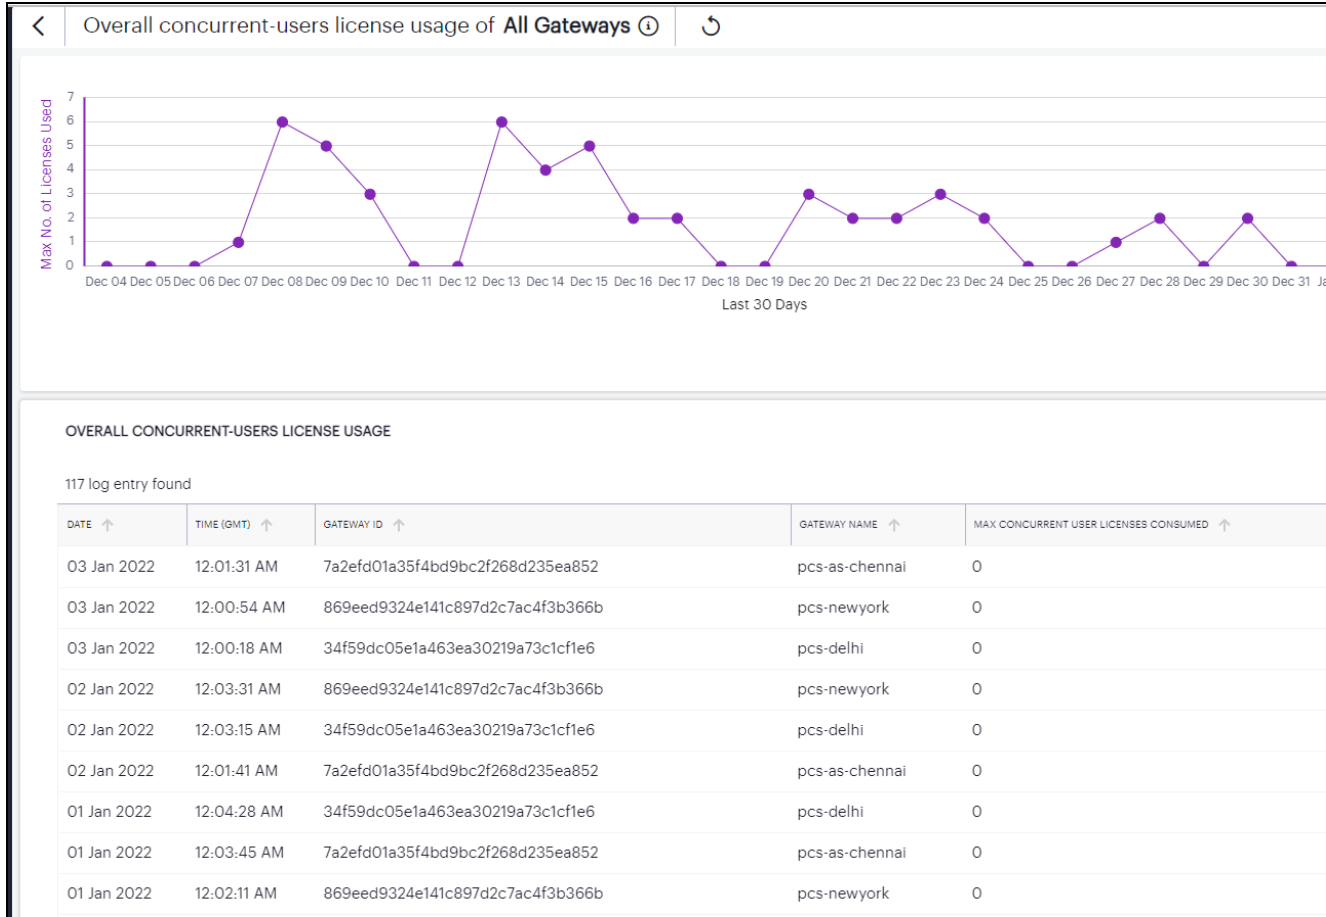 Overall concurrent-users license usage of All Gateways
Max No. of Licenses Used
7
6
5
4
3
2
1
0
Dec 04 Dec 05 Dec 06 Dec 07 Dec 08 Dec 09 Dec 10 Dec 11 Dec 12 Dec 13 Dec 14 Dec 15 Dec 16 Dec 17 Dec 18 Dec 19 Dec 20 Dec 21 Dec 22 Dec 23 Dec 24 Dec 25 Dec 26 Dec 27 Dec 28 Dec 29 Dec 30 Dec 31
Last 30 Days
OVERALL CONCURRENT-USERS LICENSE USAGE
117 log entry found
DATE TIME (GMT) GATEWAY ID GATEWAY NAME MAX CONCURRENT USER LICENSES CONSUMED
03 Jan 2022 12:01:31 AM 7a2efd01a35f4bd9bc2f268d235ea852 pcs-as-chennai 0
03 Jan 2022 12:00:54 AM 869eed9324e141c897d2c7ac4f3b366b pcs-newyork 0
03 Jan 2022 12:00:18 AM 34f59dc05e1a463ea30219a73c1cf1e6 pcs-delhi 0
02 Jan 2022 12:03:31 AM 869eed9324e141c897d2c7ac4f3b366b pcs-newyork 0
02 Jan 2022 12:03:15 AM 34f59dc05e1a463ea30219a73c1cf1e6 pcs-delhi 0
02 Jan 2022 12:01:41 AM 7a2efd01a35f4bd9bc2f268d235ea852 pcs-as-chennai 0
01 Jan 2022 12:04:28 AM 34f59dc05e1a463ea30219a73c1cf1e6 pcs-delhi 0
01 Jan 2022 12:03:45 AM 7a2efd01a35f4bd9bc2f268d235ea852 pcs-as-chennai 0
01 Jan 2022 12:02:11 AM 869eed9324e141c897d2c7ac4f3b366b pcs-newyork 0